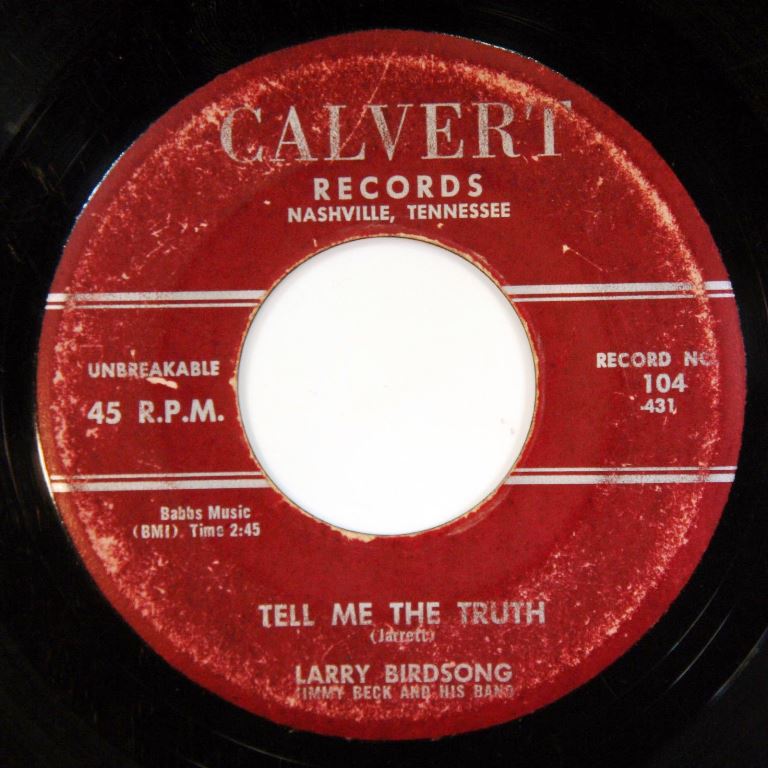 CALVERT
RECORDS
NASHVILLE, TENNESSEE
UNBREAKABLE
45 R.P.M.
RECORD NO.
104
-431
Babbs Music
(BMI) Time 2:45
TELL ME THE TRUTH
(Jarrett)
LARRY BIRDSONG
JIMMY BECK AND HIS BAND